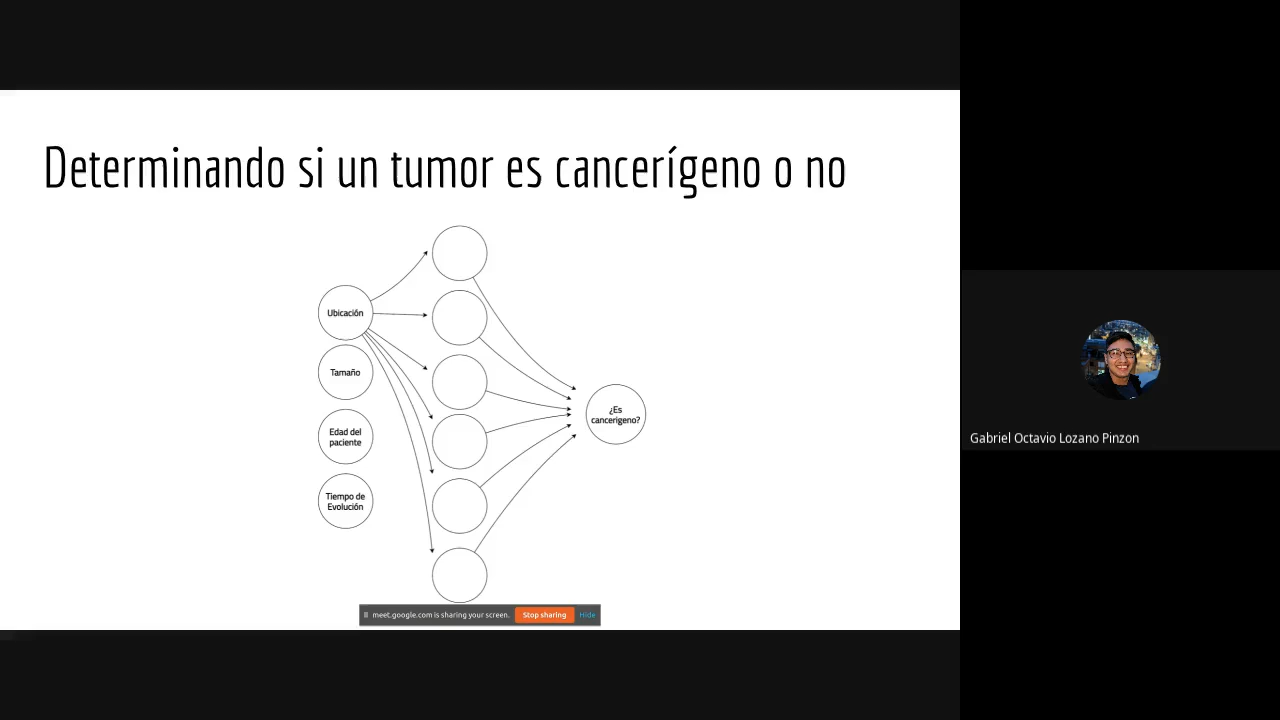 Determinando si un tumor es cancerígeno o no
Ubicación
Tamaño
Edad del
paciente
Tiempo de
Evolución
¿Es
cancerígeno?
meet.google.com is sharing your screen.
Stop sharing
Hide
Gabriel Octavio Lozano Pinzon